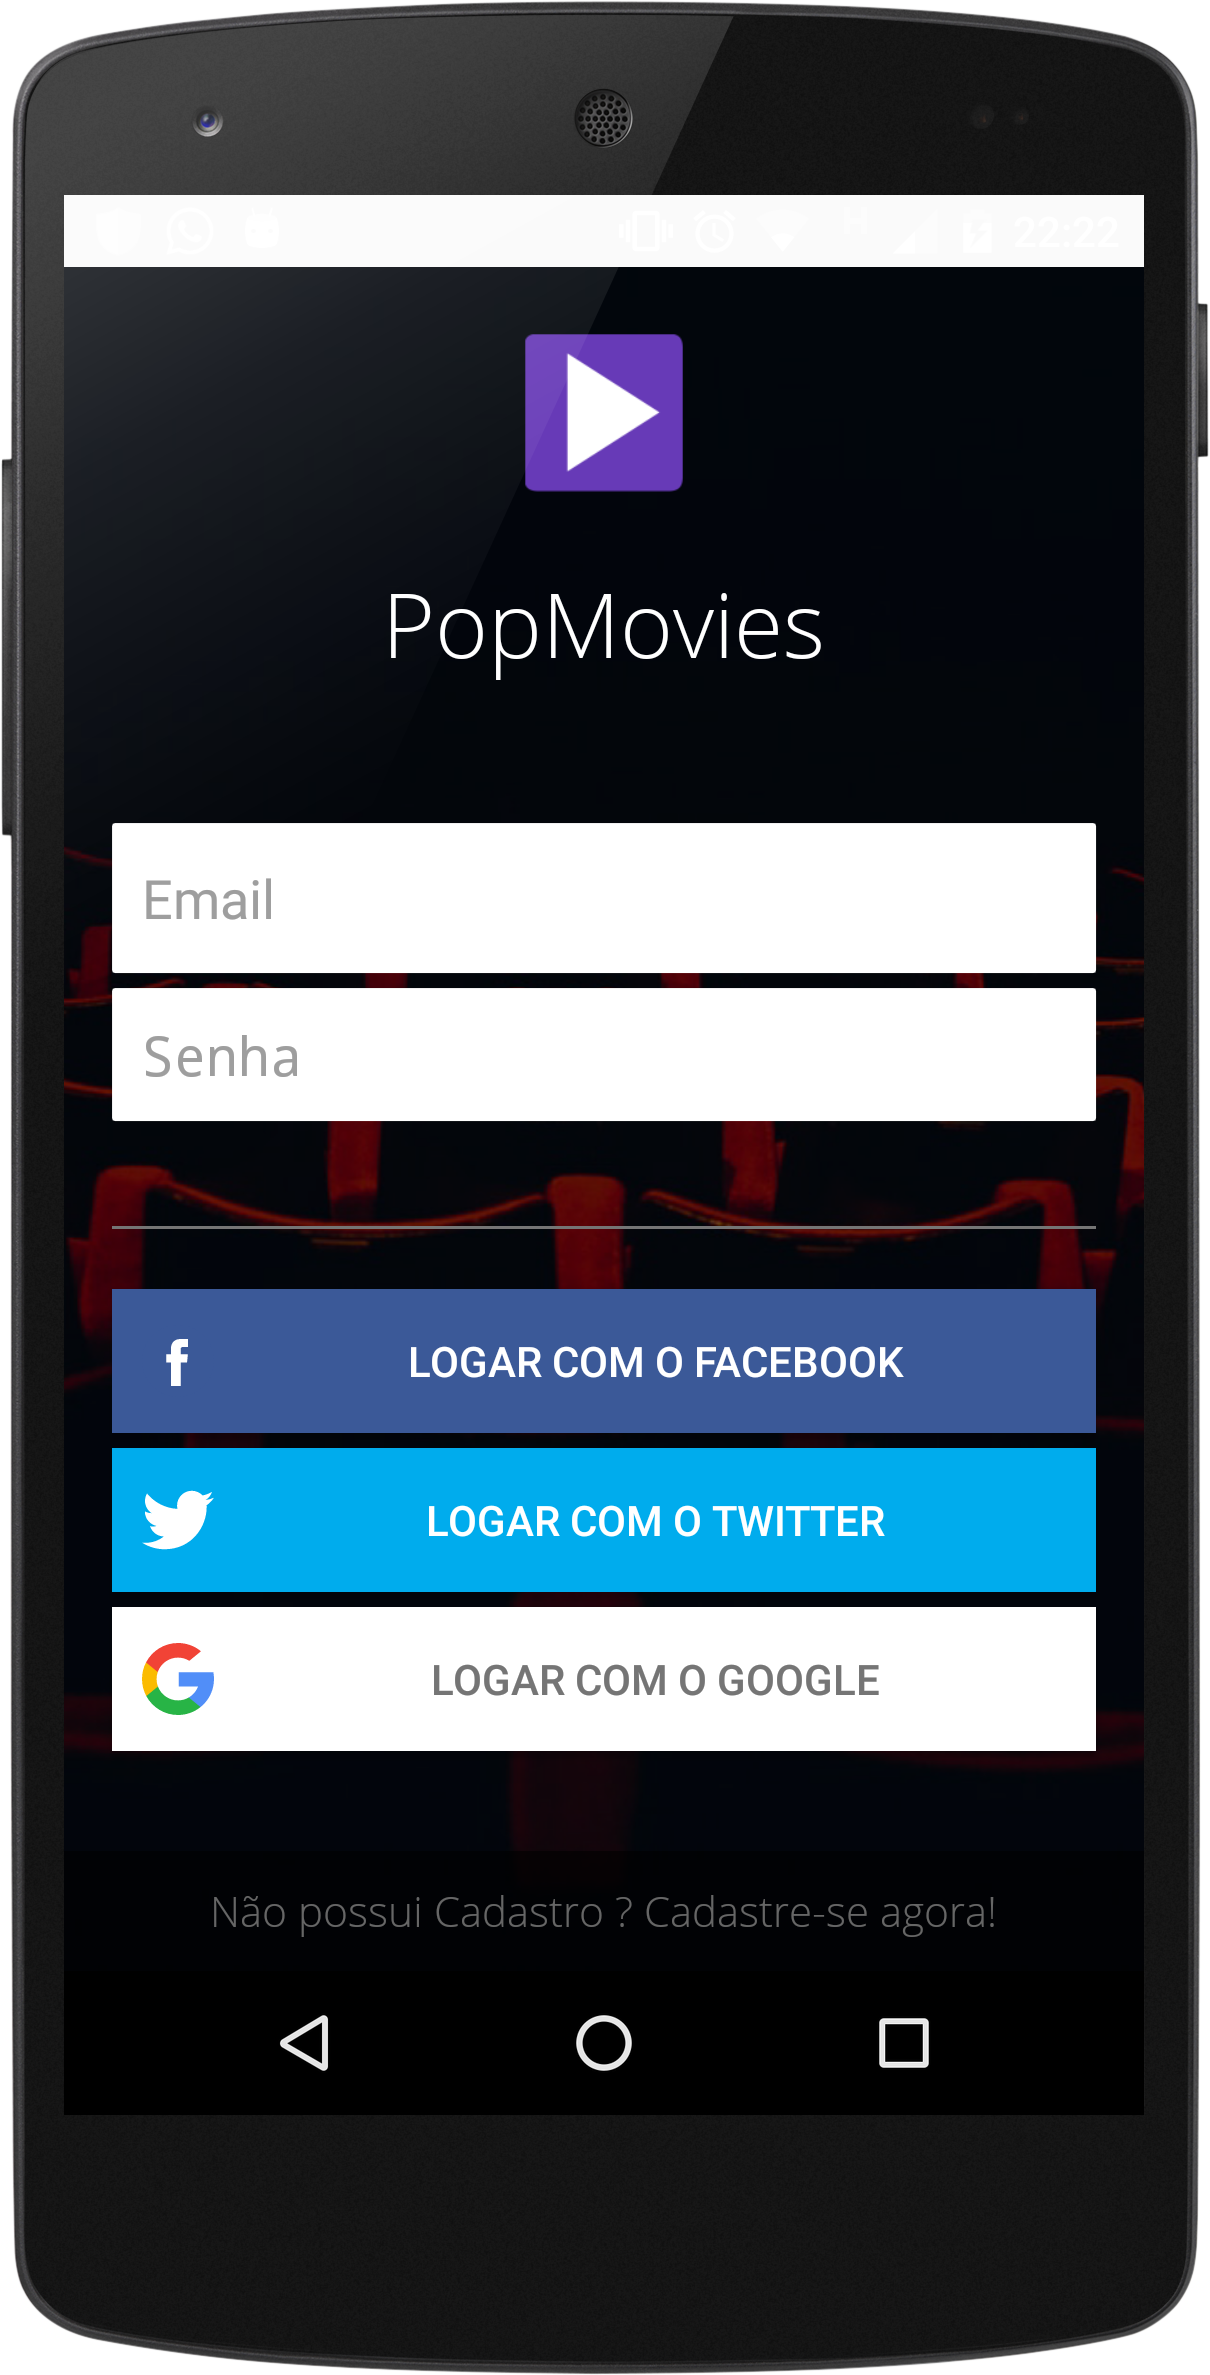 22:22
PopMovies
Email
Senha
LOGAR COM O FACEBOOK
LOGAR COM O TWITTER
LOGAR COM O GOOGLE
Não possui Cadastro ? Cadastre-se agora!